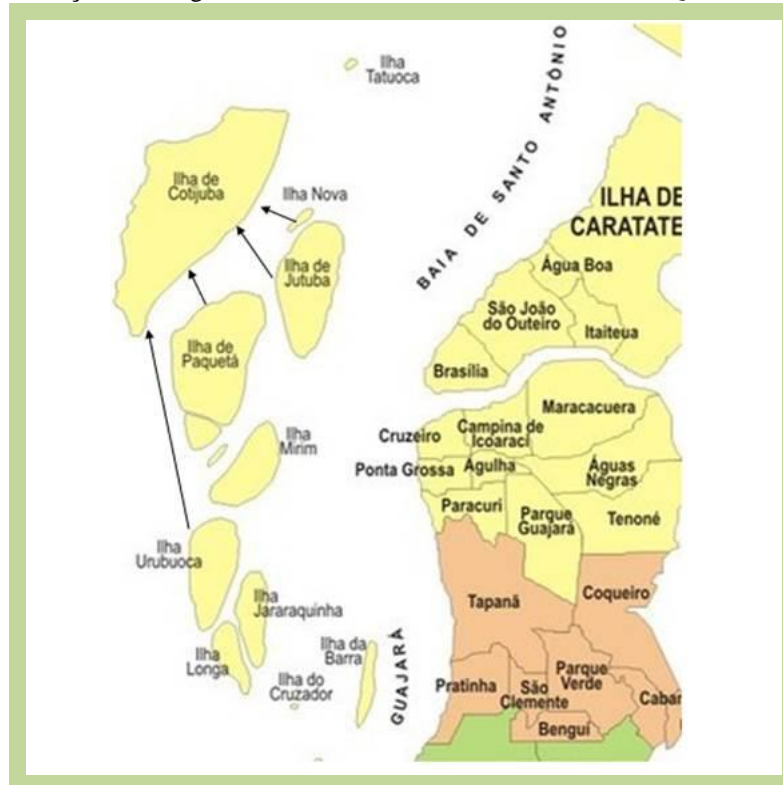 Ilha
Tatuoca
BAIA DE SANTO ANTÔNIO
Ilha de
Cotijuba
Ilha Nova
Ilha de
Jutuba
ILHA DE
CARATATE
Água Boa
São João
do Outeiro
Itaiteua
Brasília
Ilha de
Paquetá
Maracacuera
Cruzeiro
Campina de
Icoaraci
Ilha
Mirim
Ponta Grossa
Agulha
Águas
Negras
Paracuri
Parque
Guajará
Tenoné
Ilha
Urubuoca
Tapanã
Coqueiro
Ilha
Jararaquinha
Ilha
Longa
Ilha da
Barra
GUAJARÁ
Ilha do
Cruzador
Pratinha
São
Clemente
Parque
Verde
Cabar
Benguí